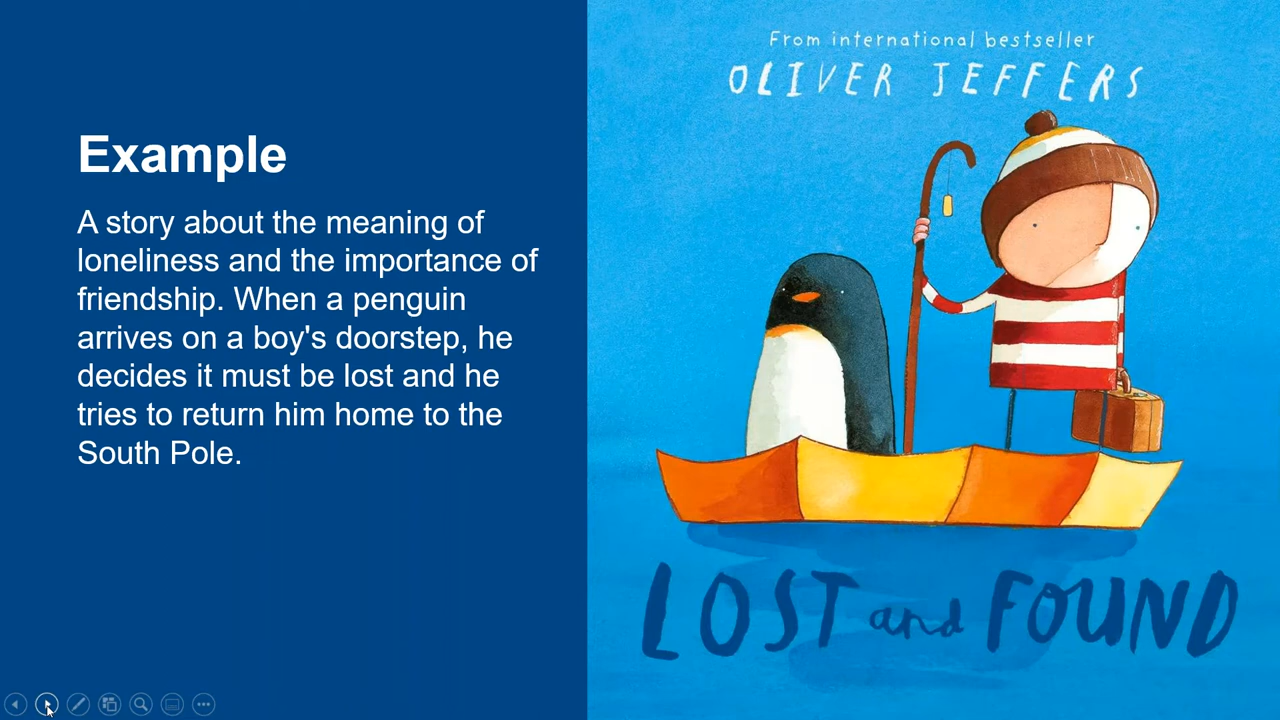 Example
A story about the meaning of
loneliness and the importance of
friendship. When a penguin
arrives on a boy's doorstep, he
decides it must be lost and he
tries to return him home to the
South Pole.
From international bestseller
OLIVER JEFFERS
LOST and FOUND